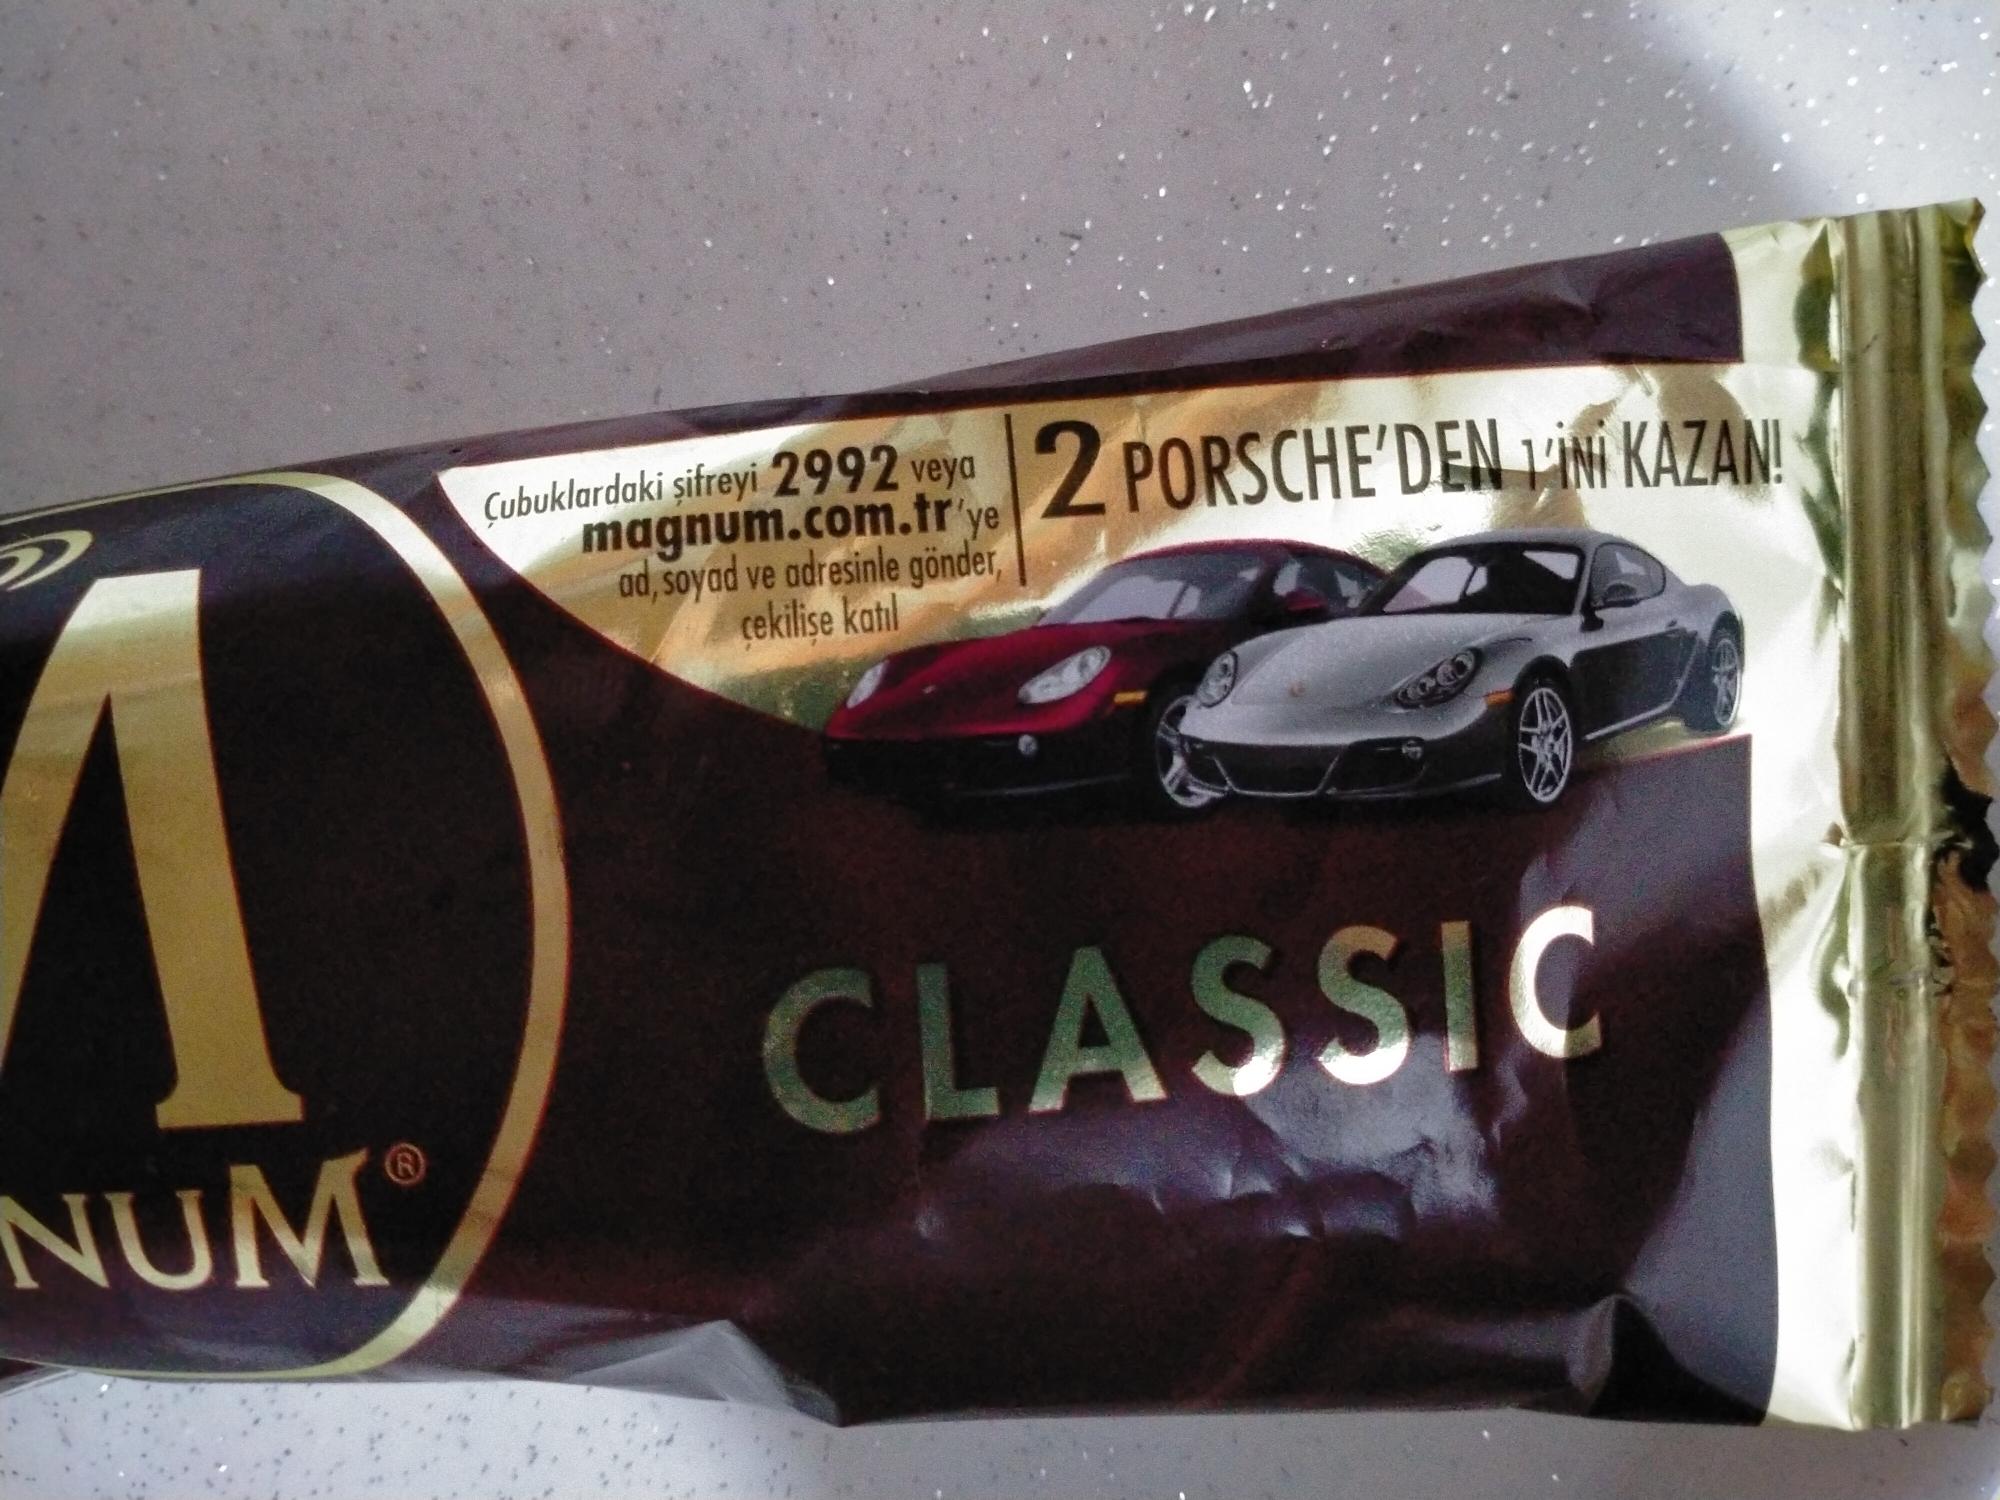 Çubuklardaki şifreyi 2992 veya
magnum.com.tr'ye
ad, soyad ve adresinle gönder,
çekilişe katıl
2 PORSCHE'DEN 1'İNİ KAZAN!
M
NUM®
CLASSIC